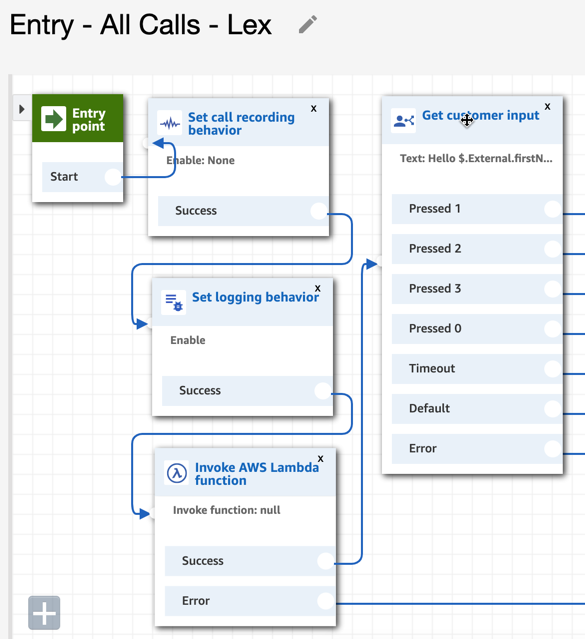 Entry - All Calls - Lex
Entry
point
Start
x
Set call recording
behavior
Enable: None
Success
x
Set logging behavior
Enable
Success
x
Invoke AWS Lambda
function
Invoke function: null
Success
Error
x
Get customer input
Text: Hello $.External.firstN...
Pressed 1
Pressed 2
Pressed 3
Pressed 0
Timeout
Default
Error